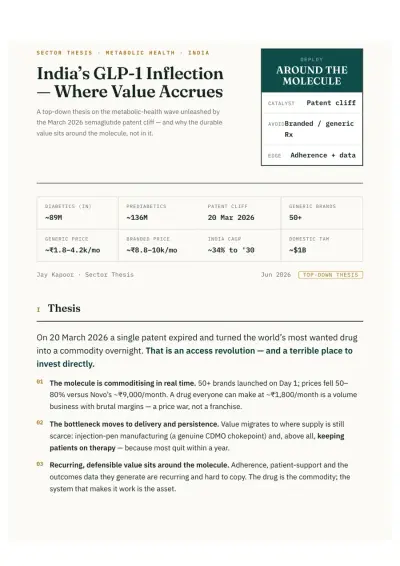 SECTOR THESIS · METABOLIC HEALTH · INDIA
India's GLP-1 Inflection
— Where Value Accrues
A top-down thesis on the metabolic-health wave unleashed by
the March 2026 semaglutide patent cliff — and why the durable
value sits around the molecule, not in it.
DEPLOY
AROUND THE
MOLECULE
CATALYST Patent cliff
AVOID Branded / generic
Rx
EDGE Adherence + data
DIABETICS (IN) PREDIABETICS PATENT CLIFF GENERIC BRANDS
~89M ~136M 20 Mar 2026 50+
GENERIC PRICE BRANDED PRICE INDIA CAGR DOMESTIC TAM
~₹1.8–4.2k/mo ~₹8.8–10k/mo ~34% to '30 ~$1B
Jay Kapoor · Sector Thesis Jun 2026 TOP-DOWN THESIS
I Thesis
On 20 March 2026 a single patent expired and turned the world's most wanted drug
into a commodity overnight. That is an access revolution — and a terrible place to
invest directly.
01 The molecule is commoditising in real time. 50+ brands launched on Day 1; prices fell 50–
80% versus Novo's ~₹9,000/month. A drug everyone can make at ~₹1,800/month is a volume
business with brutal margins — a price war, not a franchise.
02 The bottleneck moves to delivery and persistence. Value migrates to where supply is still
scarce: injection-pen manufacturing (a genuine CDMO chokepoint) and, above all, keeping
patients on therapy — because most quit within a year.
03 Recurring, defensible value sits around the molecule. Adherence, patient-support and the
outcomes data they generate are recurring and hard to copy. The drug is the commodity; the
system that makes it work is the asset.